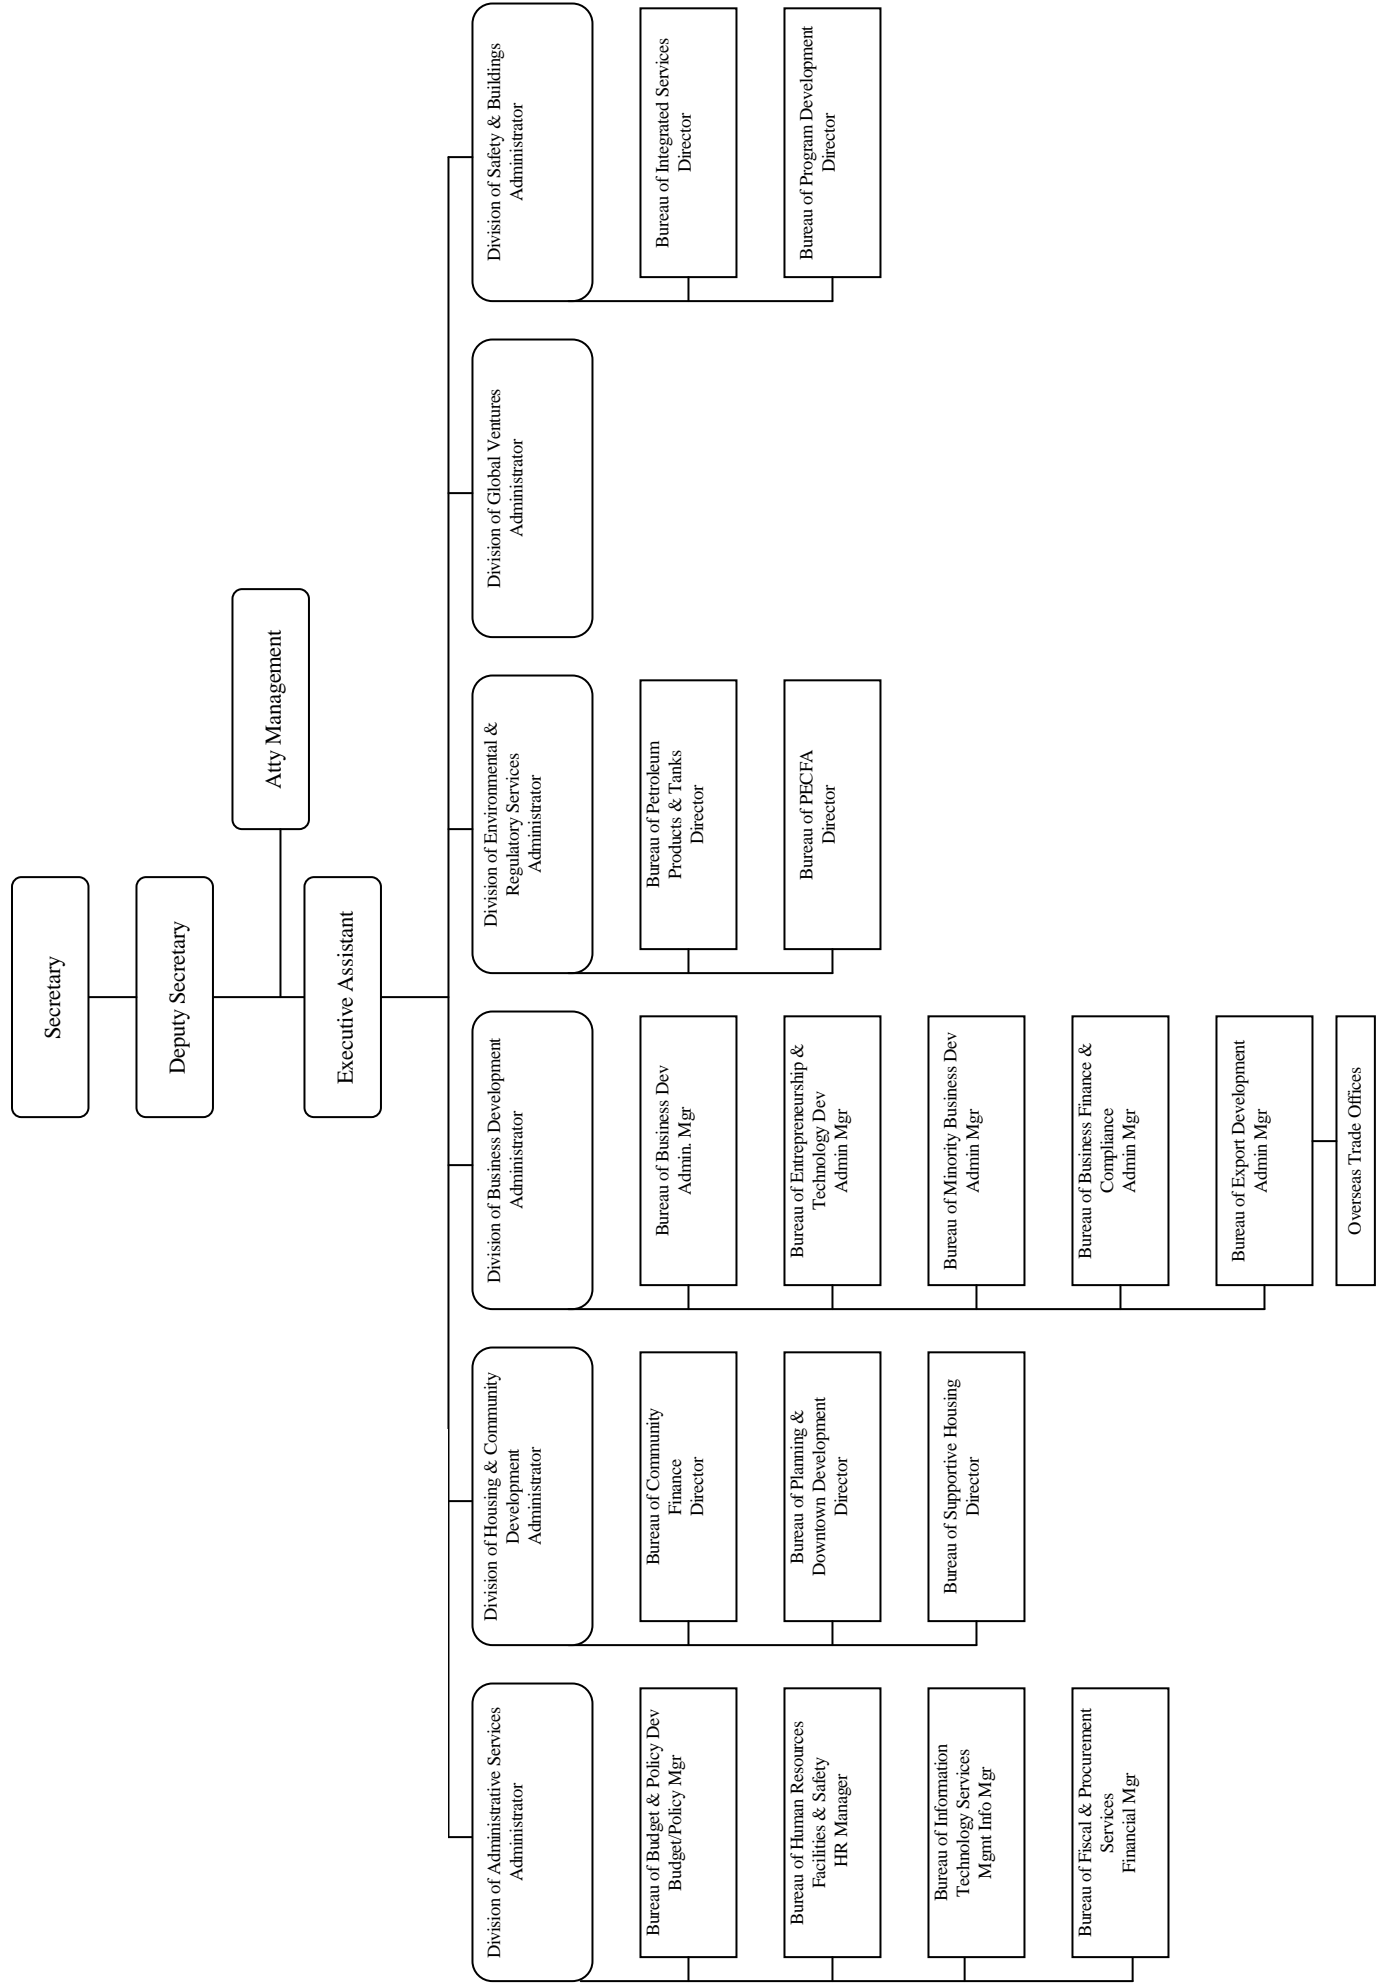 Secretary
Deputy Secretary
Atty Management
Executive Assistant
Division of Administrative Services
Administrator
Bureau of Budget & Policy Dev
Budget/Policy Mgr
Bureau of Human Resources
Facilities & Safety
HR Manager
Bureau of Information
Technology Services
Mgmt Info Mgr
Bureau of Fiscal & Procurement
Services
Financial Mgr
Division of Housing & Community
Development
Administrator
Bureau of Community
Finance
Director
Bureau of Planning &
Downtown Development
Director
Bureau of Supportive Housing
Director
Division of Business Development
Administrator
Bureau of Business Dev
Admin. Mgr
Bureau of Entrepreneurship &
Technology Dev
Admin Mgr
Bureau of Minority Business Dev
Admin Mgr
Bureau of Business Finance &
Compliance
Admin Mgr
Bureau of Export Development
Admin Mgr
Overseas Trade Offices
Division of Environmental &
Regulatory Services
Administrator
Bureau of Petroleum
Products & Tanks
Director
Bureau of PECFA
Director
Division of Global Ventures
Administrator
Division of Safety & Buildings
Administrator
Bureau of Integrated Services
Director
Bureau of Program Development
Director